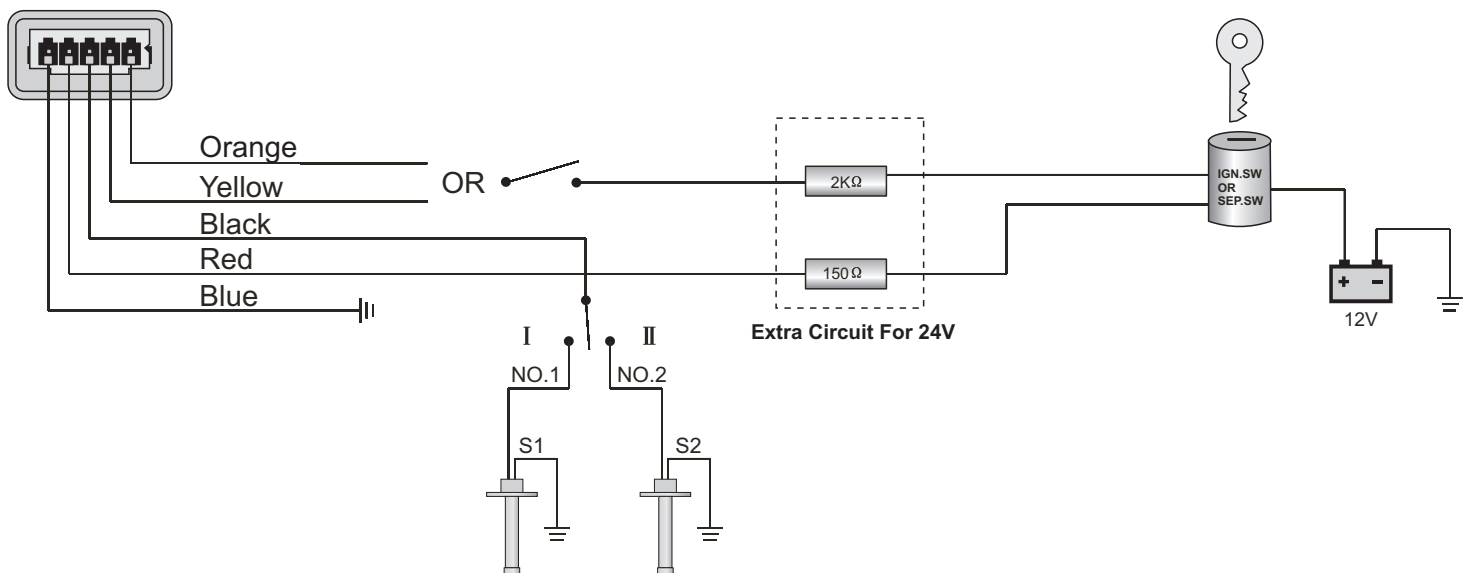 Orange
Yellow
Black
Red
Blue
OR
2KΩ
150Ω
Extra Circuit For 24V
IGN.SW
OR
SEP.SW
12V
I
II
NO.1
NO.2
S1
S2